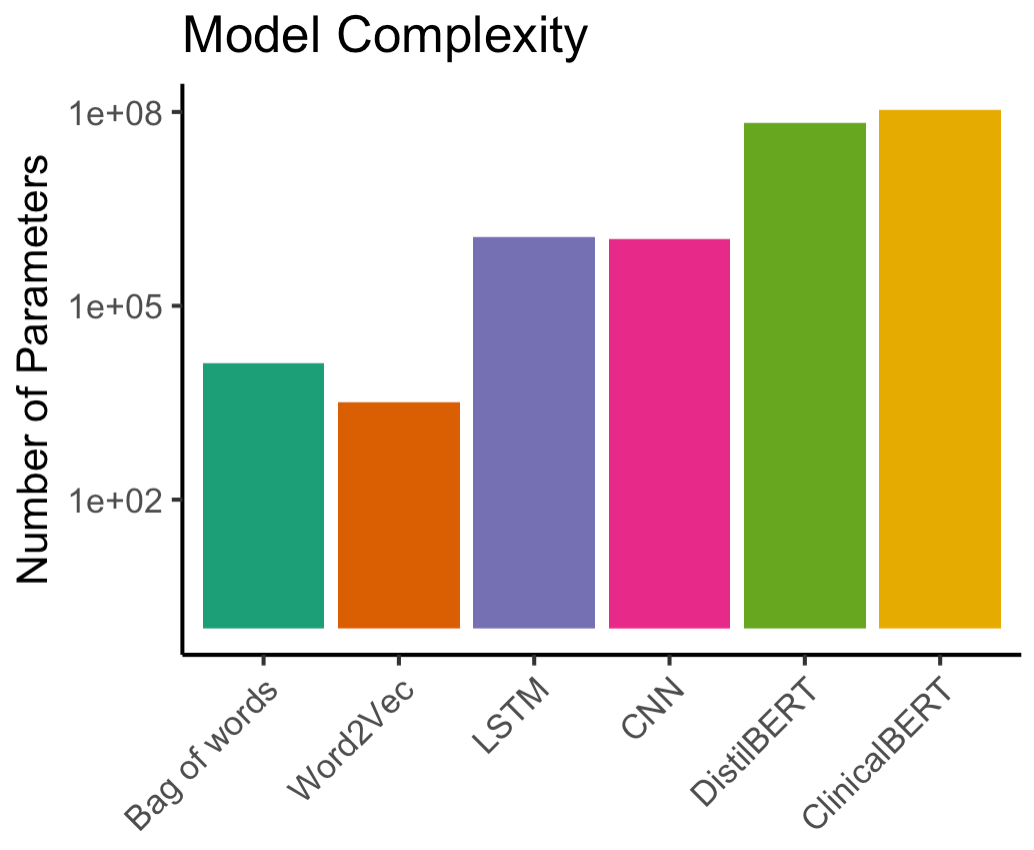 Model Complexity
Number of Parameters
1e+08
1e+05
1e+02
Bag of words
Word2Vec
LSTM
CNN
DistilBERT
ClinicalBERT